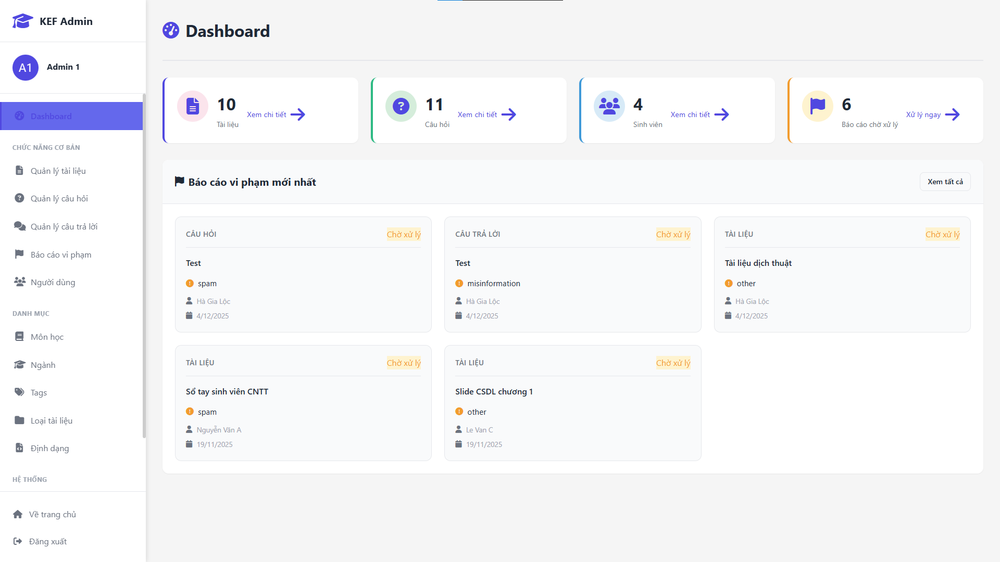 KEF Admin
A1
Admin 1
Dashboard
CHỨC NĂNG CƠ BẢN
Quản lý tài liệu
Quản lý câu hỏi
Quản lý câu trả lời
Báo cáo vi phạm
Người dùng
DANH MỤC
Môn học
Ngành
Tags
Loại tài liệu
Định dạng
HỆ THỐNG
Về trang chủ
Đăng xuất
Dashboard
10
Tài liệu
Xem chi tiết
11
Câu hỏi
Xem chi tiết
4
Sinh viên
Xem chi tiết
6
Báo cáo chờ xử lý
Xử lý ngay
Báo cáo vi phạm mới nhất
Xem tất cả
CÂU HỎI
Chờ xử lý
Test
spam
Hà Gia Lộc
4/12/2025
CÂU TRẢ LỜI
Chờ xử lý
Test
misinformation
Hà Gia Lộc
4/12/2025
TÀI LIỆU
Chờ xử lý
Tài liệu dịch thuật
other
Hà Gia Lộc
4/12/2025
TÀI LIỆU
Chờ xử lý
Sổ tay sinh viên CNTT
spam
Nguyễn Văn A
19/11/2025
TÀI LIỆU
Chờ xử lý
Slide CSDL chương 1
other
Le Van C
19/11/2025